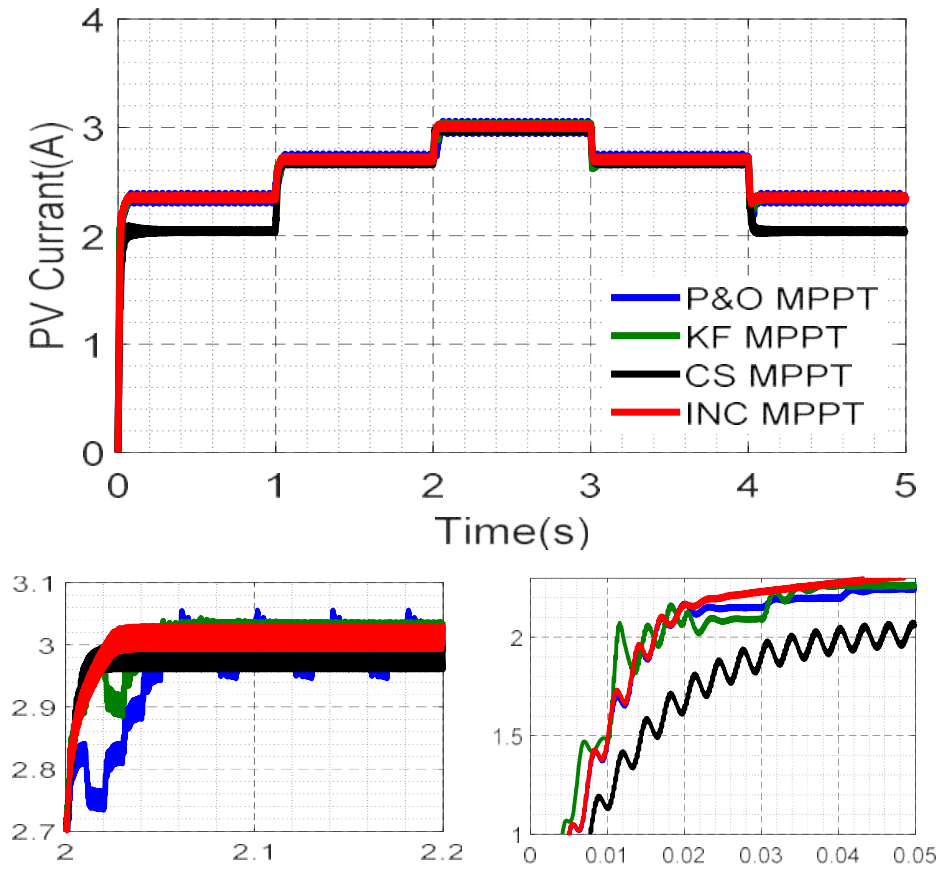 4
3
2
1
0
PV Currant(A)
0 1 2 3 4 5
Time(s)
P&O MPPT
KF MPPT
CS MPPT
INC MPPT
3.1
3
2.9
2.8
2.7
2 2.1 2.2
2
1.5
1
0 0.01 0.02 0.03 0.04 0.05